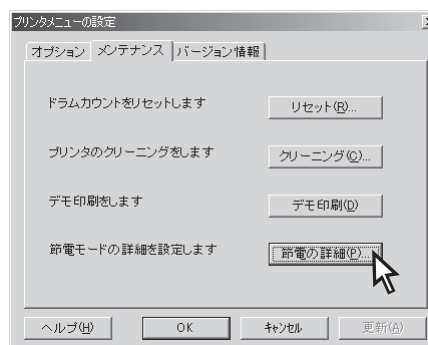 プリンタメニューの設定
オプション メンテナンス バージョン情報
ドラムカウントをリセットします リセット(R)...
プリンタのクリーニングをします クリーニング(C)...
デモ印刷をします デモ印刷(D)
節電モードの詳細を設定します 節電の詳細(P)...
ヘルプ(H) OK キャンセル 更新(A)